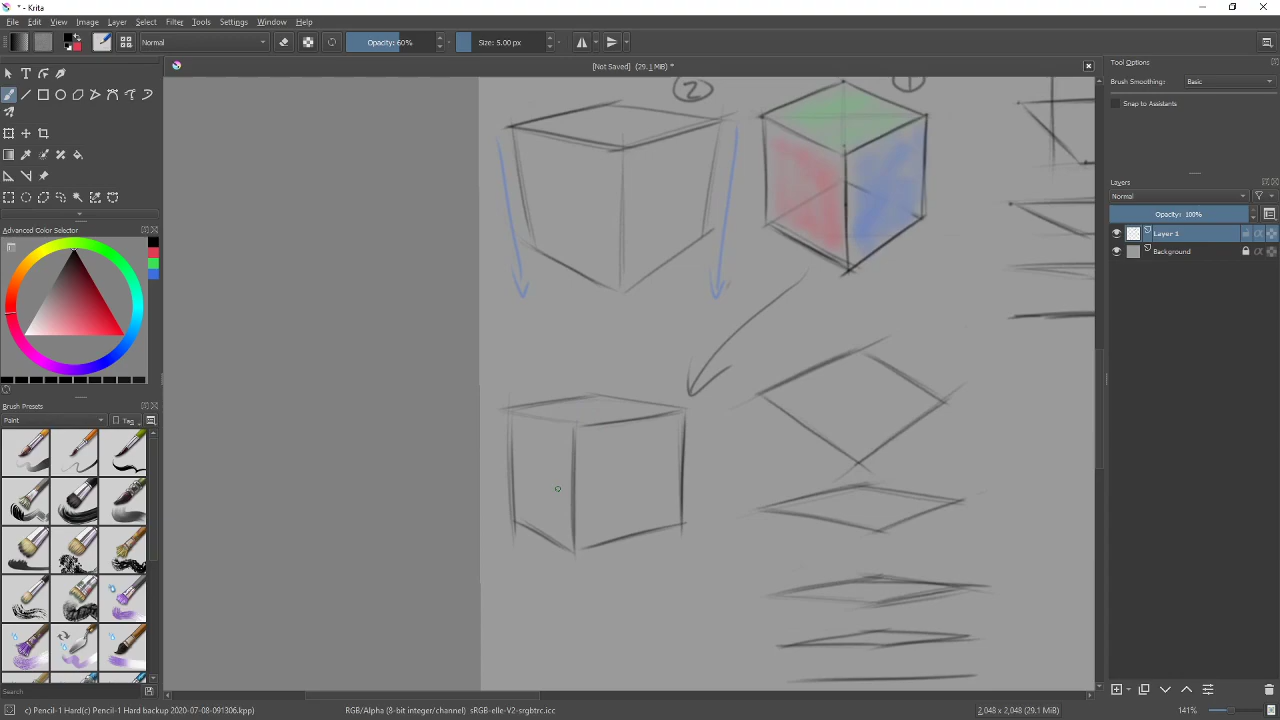 * - Krita
File Edit View Image Layer Select Filter Tools Settings Window Help
Normal Opacity: 60% Size: 5.00 px
[Not Saved] (29.1 MiB) *
Tool Options
Brush Smoothing: Basic
Snap to Assistants
Layers
Normal
Opacity: 100%
Layer 1
Background
Advanced Color Selector
Brush Presets
Paint Tag
Search
2
1
c) Pencil-1 Hard(c) Pencil-1 Hard backup 2020-07-08-091306.kpp) RGB/Alpha (8-bit integer/channel) sRGB-elle-V2-srgbtrc.icc 2,048 x 2,048 (29.1 MiB) 141%